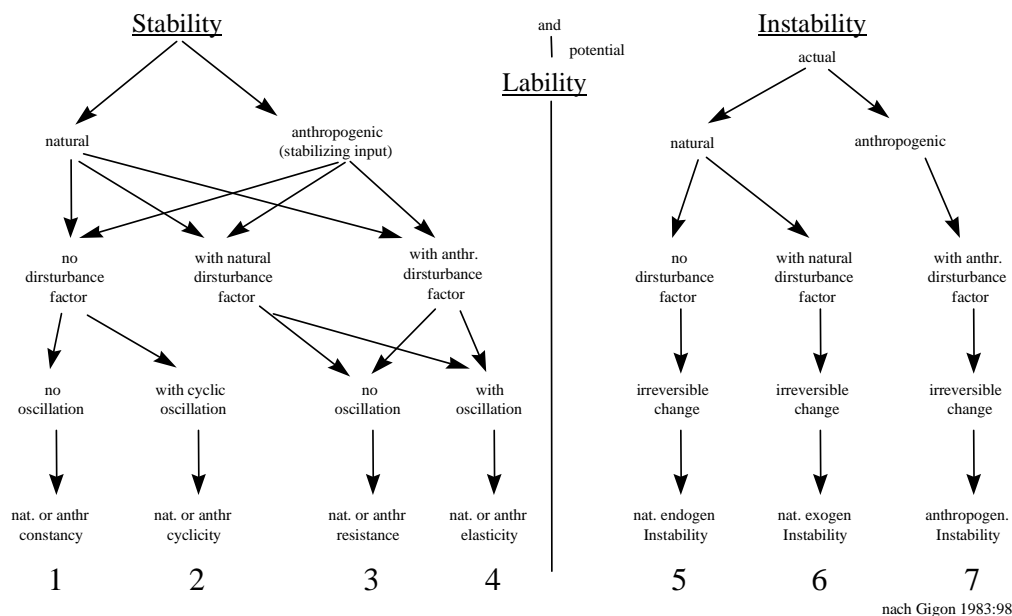 Stability
and
potential
Lability
Instability
actual
natural
anthropogenic
(stabilizing input)
natural
anthropogenic
no
dirsturbance
factor
with natural
dirsturbance
factor
with anthr.
dirsturbance
factor
no
dirsturbance
factor
with natural
dirsturbance
factor
with anthr.
dirsturbance
factor
no
oscillation
with cyclic
oscillation
no
oscillation
with
oscillation
irreversible
change
irreversible
change
irreversible
change
nat. or anthr
constancy
nat. or anthr
cyclicity
nat. or anthr
resistance
nat. or anthr
elasticity
nat. endogen
Instability
nat. exogen
Instability
anthropogen.
Instability
1
2
3
4
5
6
7
nach Gigon 1983:98